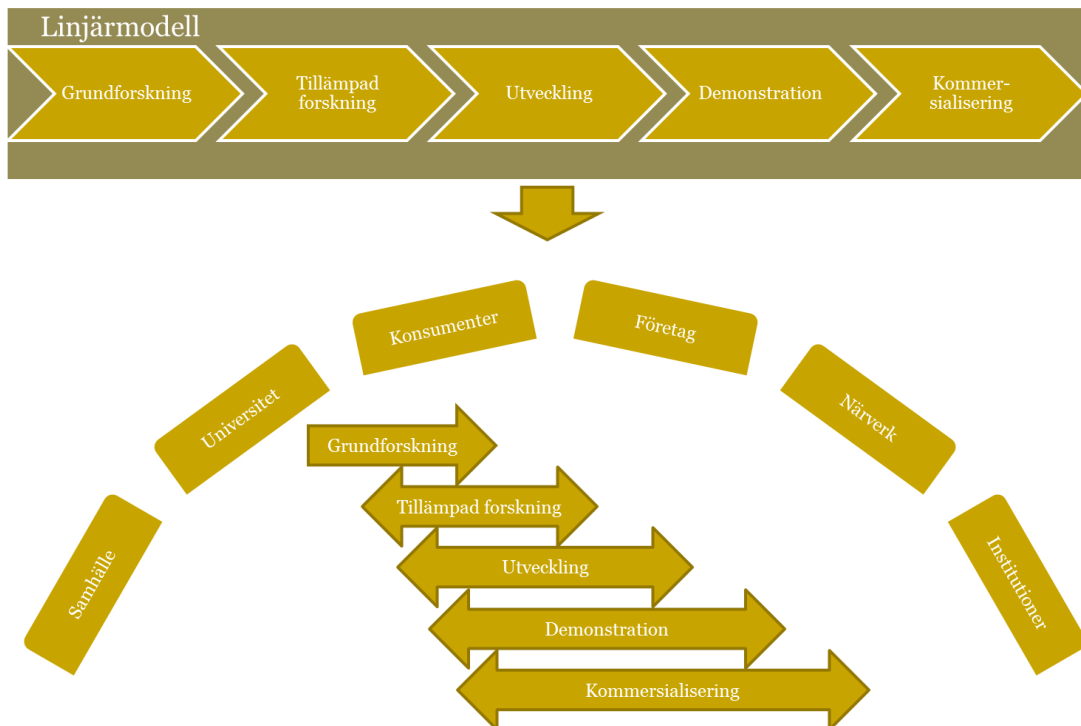 Linjärmodell
Grundforskning
Tillämpad
forskning
Utveckling
Demonstration
Kommer-
sialisering
Samhälle
Universitet
Konsumenter
Företag
Närverk
Institutioner
Grundforskning
Tillämpad forskning
Utveckling
Demonstration
Kommersialisering